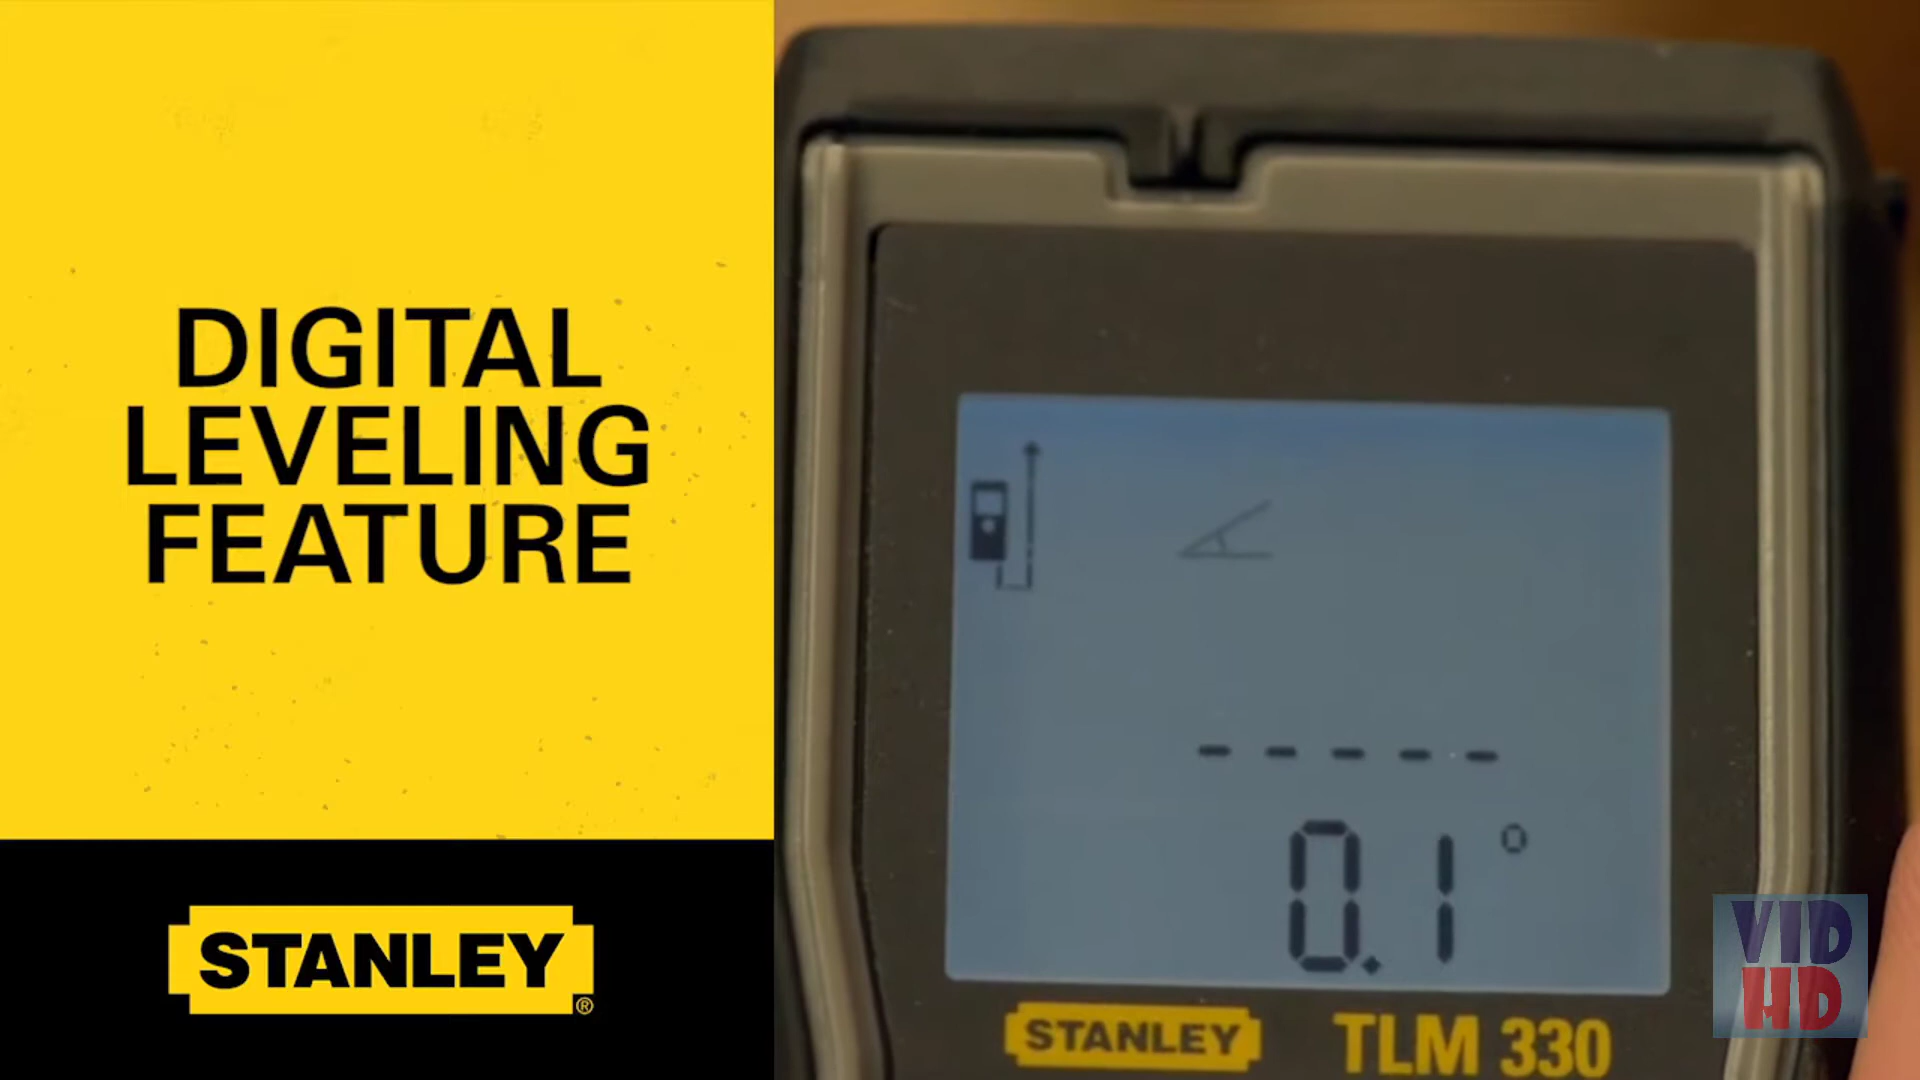 DIGITAL
LEVELING
FEATURE
STANLEY®
- - - - -
0.1°
STANLEY TLM 330
VID
HD